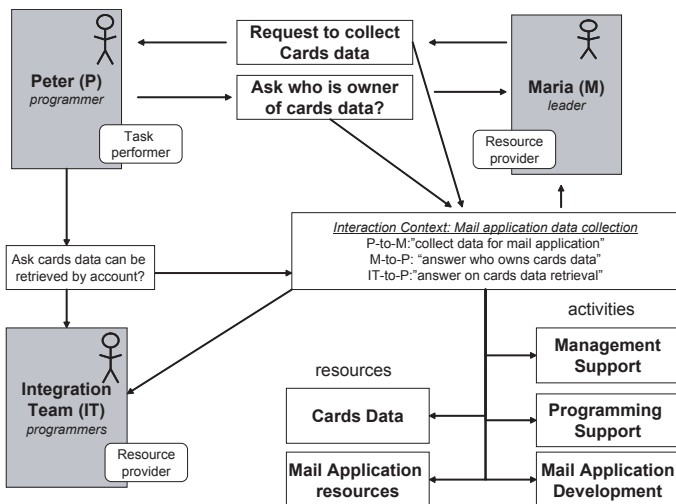 Request to collect
Cards data
Peter (P)
programmer
Ask who is owner
of cards data?
Maria (M)
leader
Task
performer
Resource
provider
Interaction Context: Mail application data collection
P-to-M:"collect data for mail application"
M-to-P: "answer who owns cards data"
IT-to-P:"answer on cards data retrieval"
Ask cards data can be
retrieved by account?
activities
Management
Support
Integration
Team (IT)
programmers
resources
Cards Data
Programming
Support
Resource
provider
Mail Application
resources
Mail Application
Development